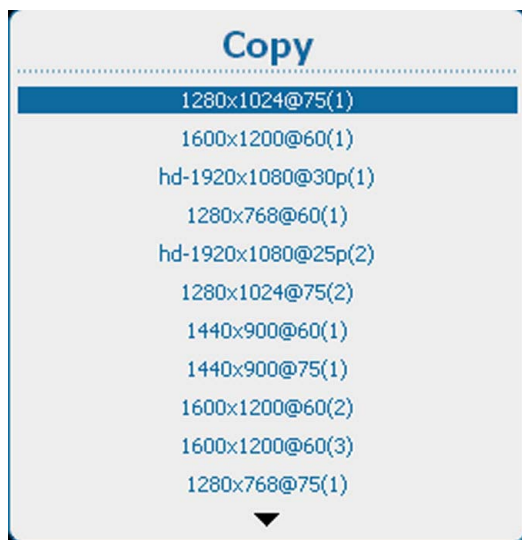 Copy
1280x1024@75(1)
1600x1200@60(1)
hd-1920x1080@30p(1)
1280x768@60(1)
hd-1920x1080@25p(2)
1280x1024@75(2)
1440x900@60(1)
1440x900@75(1)
1600x1200@60(2)
1600x1200@60(3)
1280x768@75(1)